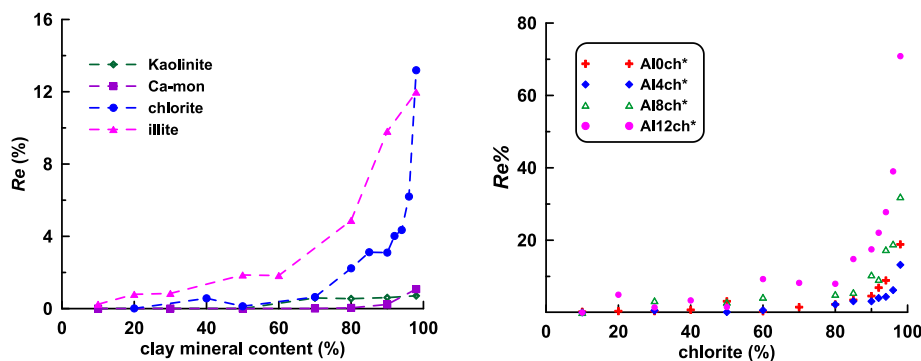 16
12
8
4
0
Re (%)
Kaolinite
Ca-mon
chlorite
illite
0 20 40 60 80 100
clay mineral content (%)
80
60
40
20
Re%
Al0ch*
Al4ch*
Al8ch*
Al12ch*
0 20 40 60 80 100
chlorite (%)